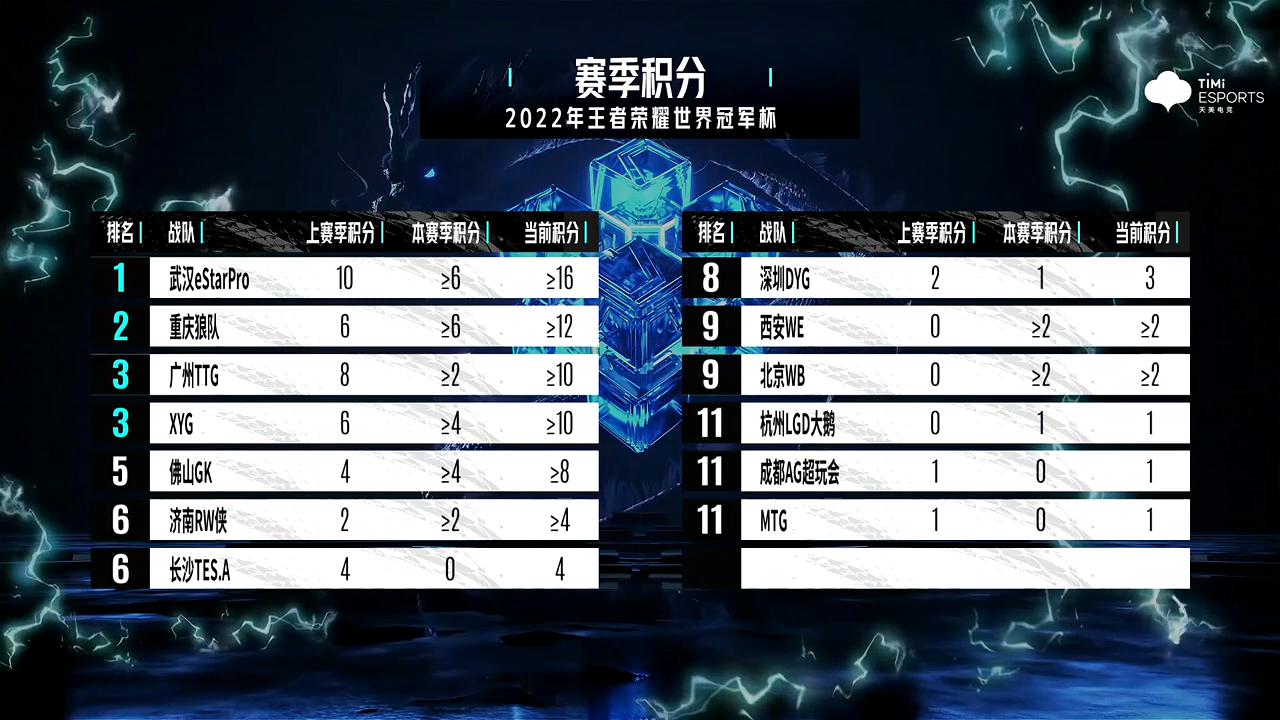 赛季积分
2022年王者荣耀世界冠军杯
TiMi
ESPORTS
天美电竞
排名 战队 上赛季积分 本赛季积分 当前积分
1 武汉eStarPro 10 ≥6 ≥16
2 重庆狼队 6 ≥6 ≥12
3 广州TTG 8 ≥2 ≥10
3 XYG 6 ≥4 ≥10
5 佛山GK 4 ≥4 ≥8
6 济南RW侠 2 ≥2 ≥4
6 长沙TES.A 4 0 4
排名 战队 上赛季积分 本赛季积分 当前积分
8 深圳DYG 2 1 3
9 西安WE 0 ≥2 ≥2
9 北京WB 0 ≥2 ≥2
11 杭州LGD大鹅 0 1 1
11 成都AG超玩会 1 0 1
11 MTG 1 0 1